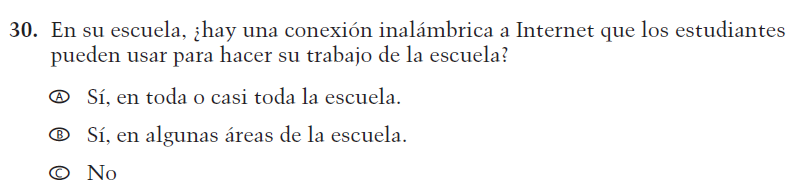 30. En su escuela, ¿hay una conexión inalámbrica a Internet que los estudiantes
pueden usar para hacer su trabajo de la escuela?
A Sí, en toda o casi toda la escuela.
B Sí, en algunas áreas de la escuela.
C No